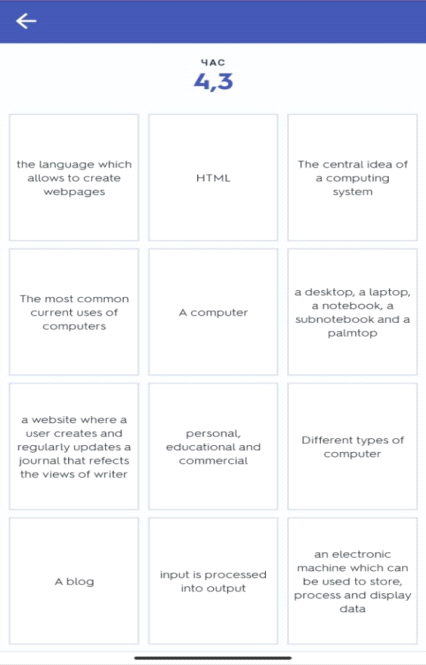 ЧАС
4,3
the language which
allows to create
webpages
HTML
The central idea of
a computing
system
The most common
current uses of
computers
A computer
a desktop, a laptop,
a notebook, a
subnotebook and a
palmtop
a website where a
user creates and
regularly updates a
journal that refects
the views of writer
personal,
educational and
commercial
Different types of
computer
A blog
input is processed
into output
an electronic
machine which can
be used to store,
process and display
data